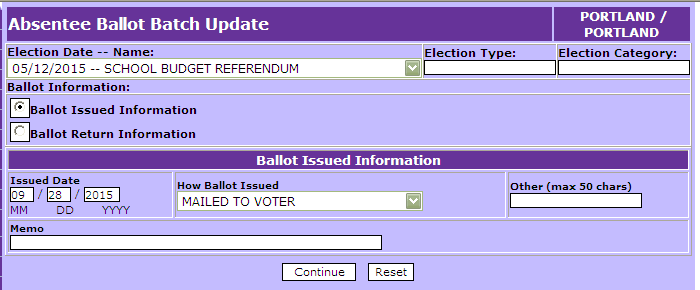 Absentee Ballot Batch Update
PORTLAND /
PORTLAND
Election Date -- Name:
Election Type:
Election Category:
05/12/2015 -- SCHOOL BUDGET REFERENDUM
Ballot Information:
Ballot Issued Information
Ballot Return Information
Ballot Issued Information
Issued Date
How Ballot Issued
Other (max 50 chars)
09 / 28 / 2015
MAILED TO VOTER
MM DD YYYY
Memo
Continue
Reset